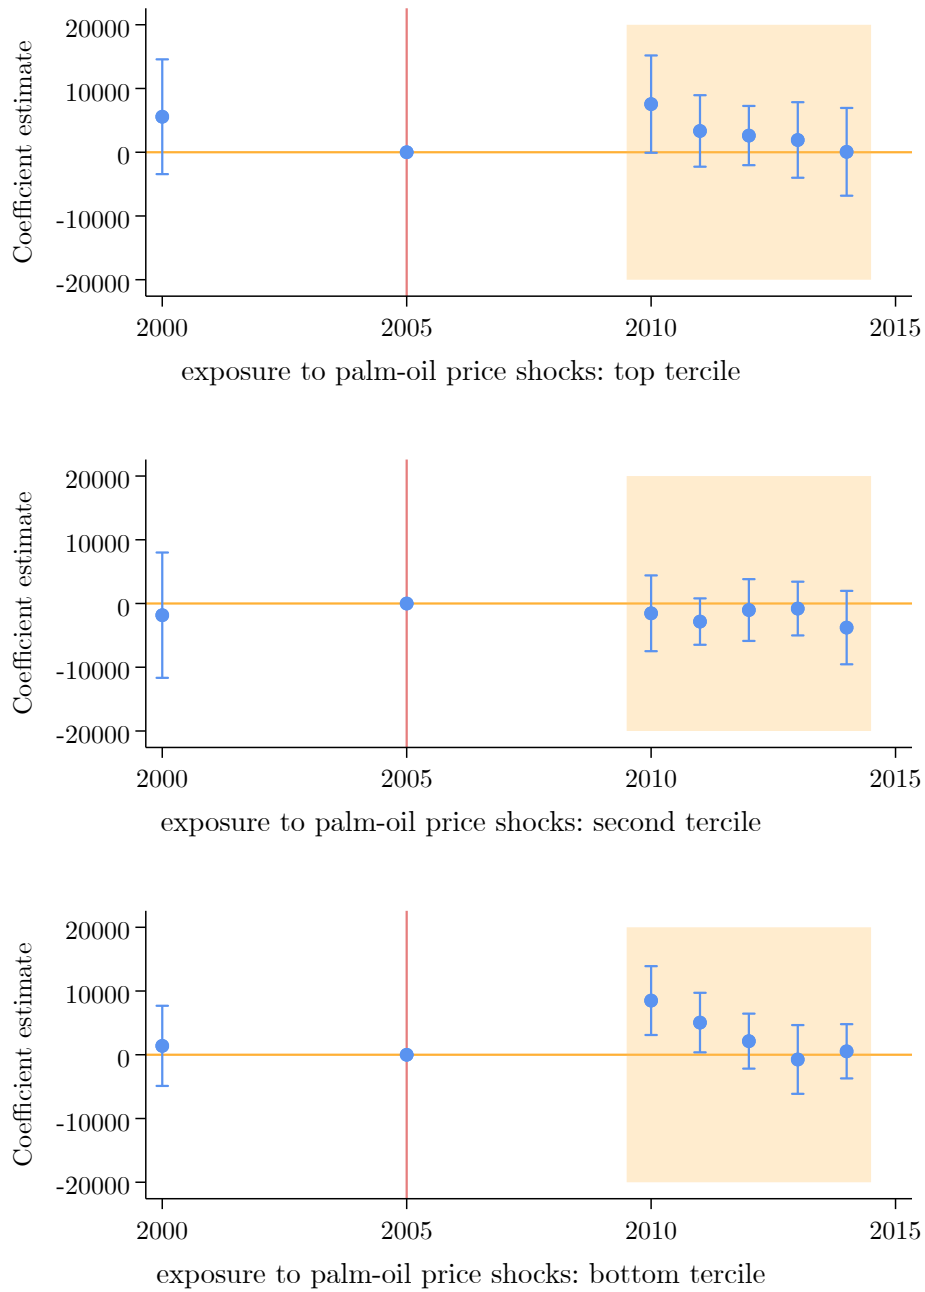 Coefficient estimate
20000
10000
0
-10000
-20000
2000 2005 2010 2015
exposure to palm-oil price shocks: top tercile
Coefficient estimate
20000
10000
0
-10000
-20000
2000 2005 2010 2015
exposure to palm-oil price shocks: second tercile
Coefficient estimate
20000
10000
0
-10000
-20000
2000 2005 2010 2015
exposure to palm-oil price shocks: bottom tercile